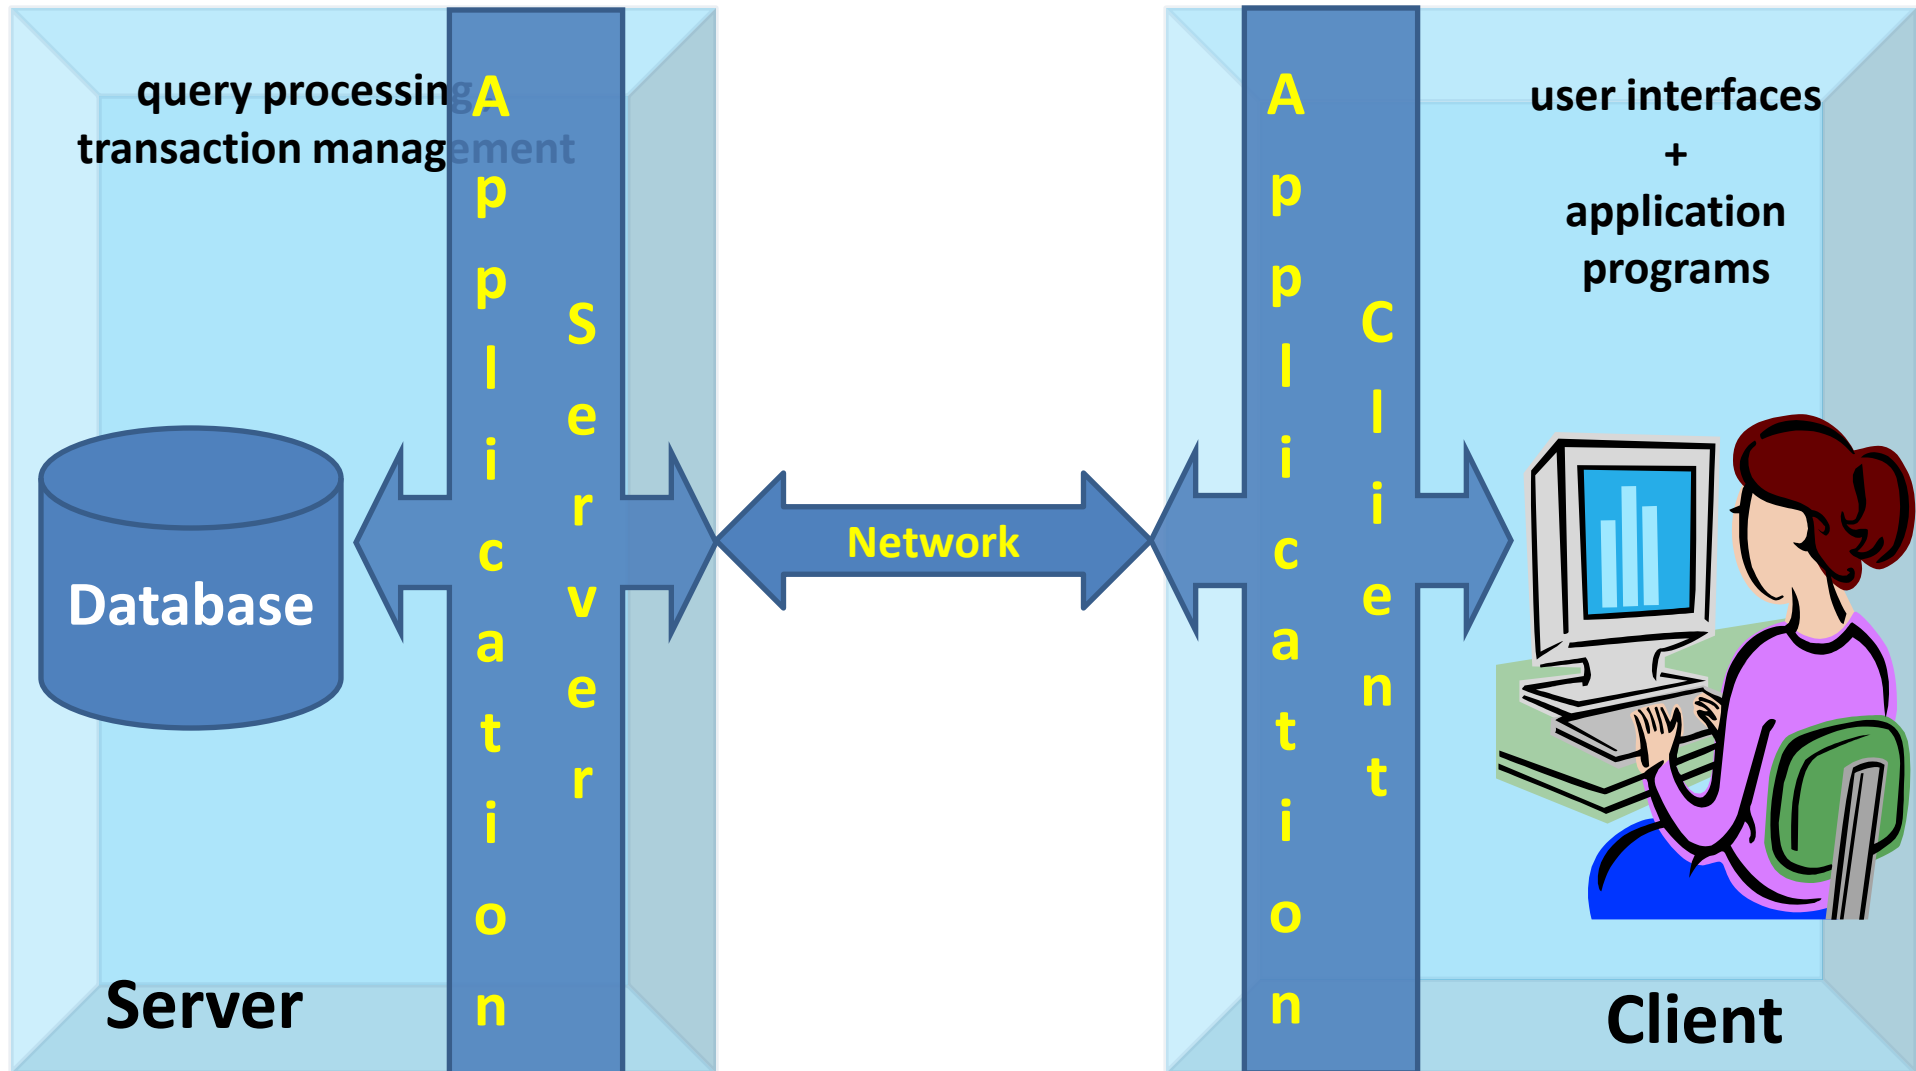 query processing,
transaction management
Application
Server
Database
Server
Network
Application
Client
user interfaces
+
application
programs
Client